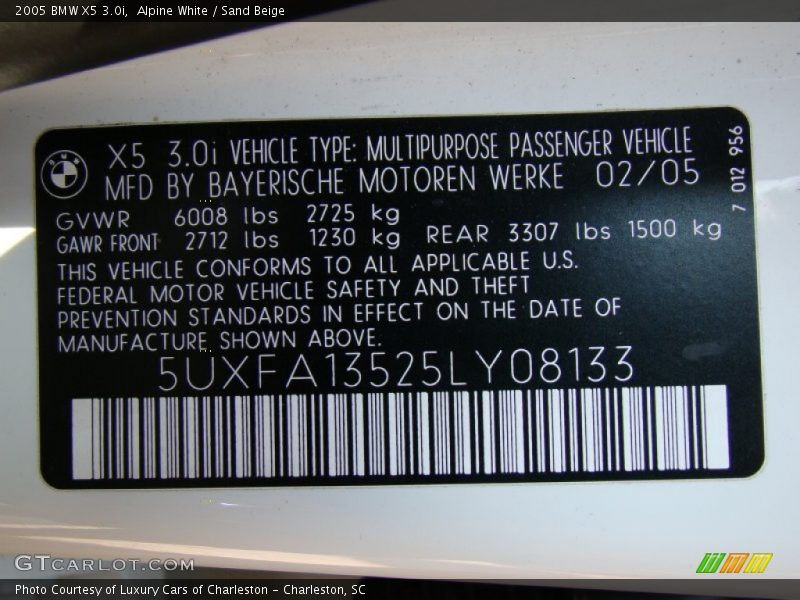 2005 BMW X5 3.0i,  Alpine White / Sand Beige
BMW
X5 3.0i VEHICLE TYPE: MULTIPURPOSE PASSENGER VEHICLE
MFD BY BAYERISCHE MOTOREN WERKE 02/05
7 012 956
GVWR 6008 lbs 2725 kg
GAWR FRONT 2712 lbs 1230 kg REAR 3307 lbs 1500 kg
THIS VEHICLE CONFORMS TO ALL APPLICABLE U.S.
FEDERAL MOTOR VEHICLE SAFETY AND THEFT
PREVENTION STANDARDS IN EFFECT ON THE DATE OF
MANUFACTURE SHOWN ABOVE.
5UXFA13525LY08133
GTCARLOT.COM
Photo Courtesy of Luxury Cars of Charleston - Charleston, SC